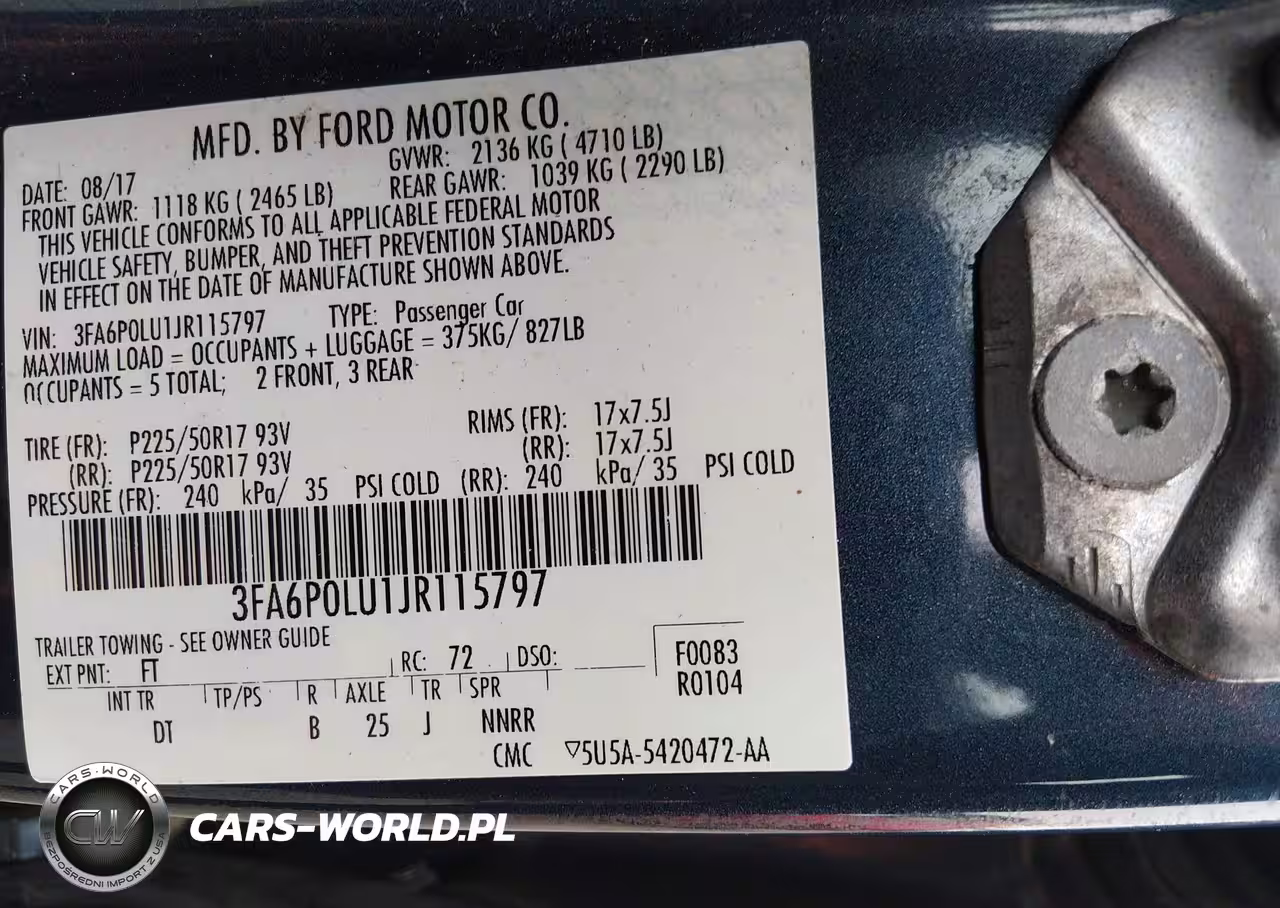 MFD. BY FORD MOTOR CO.
DATE: 08/17 GVWR: 2136 KG ( 4710 LB)
FRONT GAWR: 1118 KG ( 2465 LB) REAR GAWR: 1039 KG ( 2290 LB)
THIS VEHICLE CONFORMS TO ALL APPLICABLE FEDERAL MOTOR
VEHICLE SAFETY, BUMPER, AND THEFT PREVENTION STANDARDS
IN EFFECT ON THE DATE OF MANUFACTURE SHOWN ABOVE.
VIN: 3FA6P0LU1JR115797 TYPE: Passenger Car
MAXIMUM LOAD = OCCUPANTS + LUGGAGE = 375KG/ 827LB
OCCUPANTS = 5 TOTAL; 2 FRONT, 3 REAR
TIRE (FR): P225/50R17 93V RIMS (FR): 17x7.5J
(RR): P225/50R17 93V (RR): 17x7.5J
PRESSURE (FR): 240 kPa/ 35 PSI COLD (RR): 240 kPa/ 35 PSI COLD
3FA6P0LU1JR115797
TRAILER TOWING - SEE OWNER GUIDE
EXT PNT: FT RC: 72 DSO: F0083
INT TR TP/PS R AXLE TR SPR R0104
DT B 25 J NNRR
CMC ▽5U5A-5420472-AA
CARS-WORLD
CW
BEZPOŚREDNI IMPORT Z USA
CARS-WORLD.PL